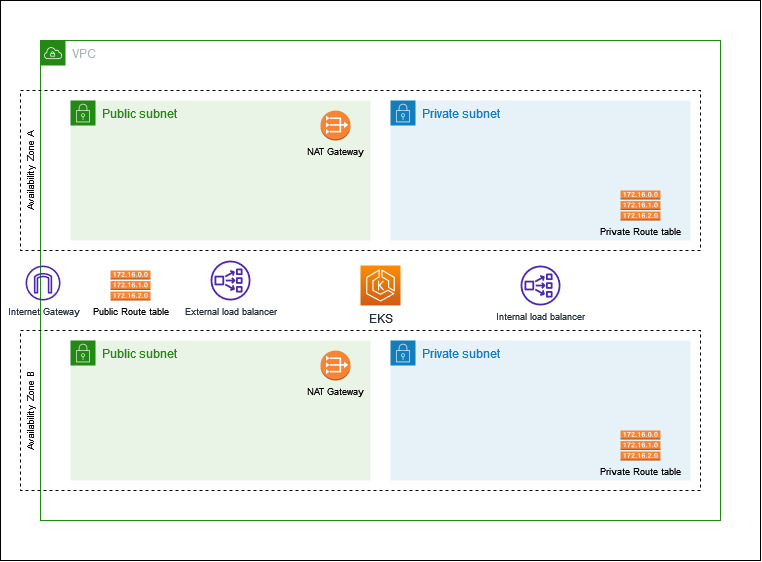 VPC
Availability Zone A
Public subnet
NAT Gateway
Private subnet
172.16.0.0
172.16.1.0
172.16.2.0
Private Route table
Internet Gateway
172.16.0.0
172.16.1.0
172.16.2.0
Public Route table
External load balancer
K
EKS
Internal load balancer
Availability Zone B
Public subnet
NAT Gateway
Private subnet
172.16.0.0
172.16.1.0
172.16.2.0
Private Route table